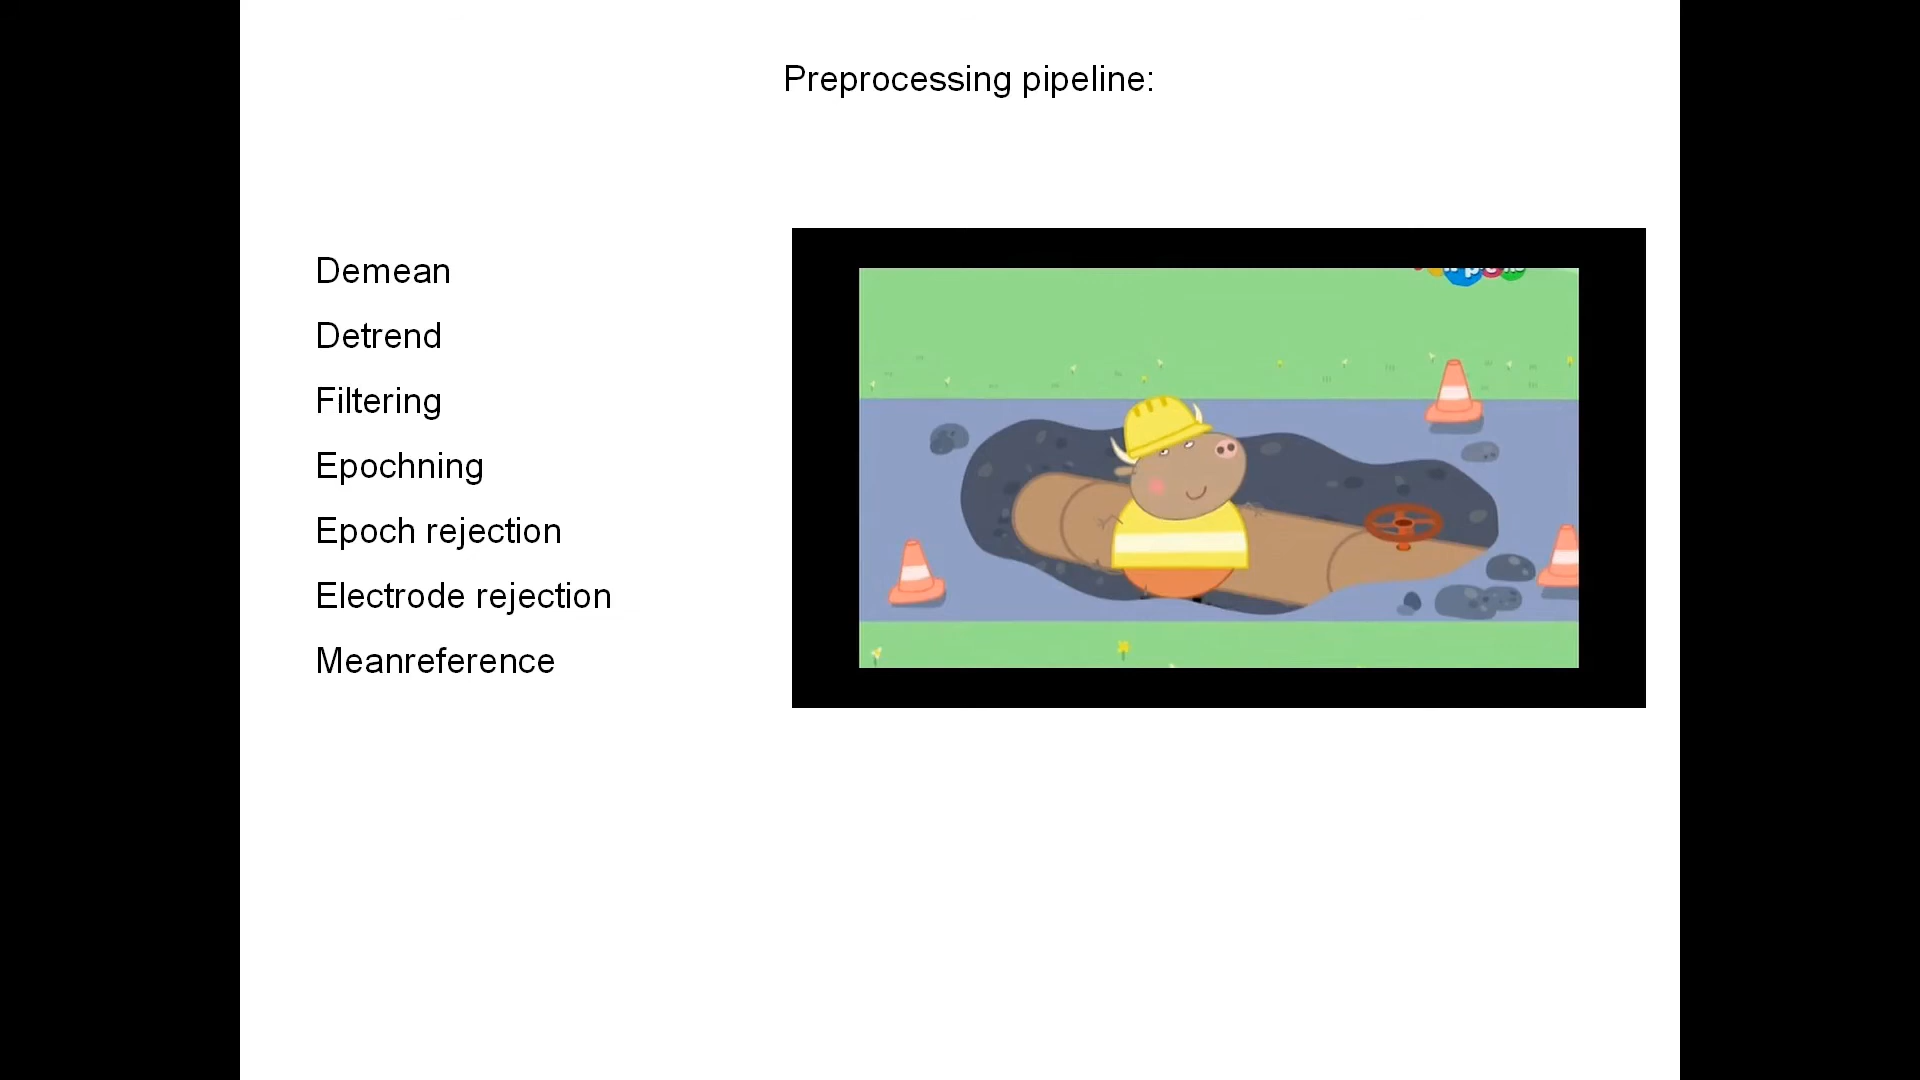 Preprocessing pipeline:
Demean
Detrend
Filtering
Epochning
Epoch rejection
Electrode rejection
Meanreference